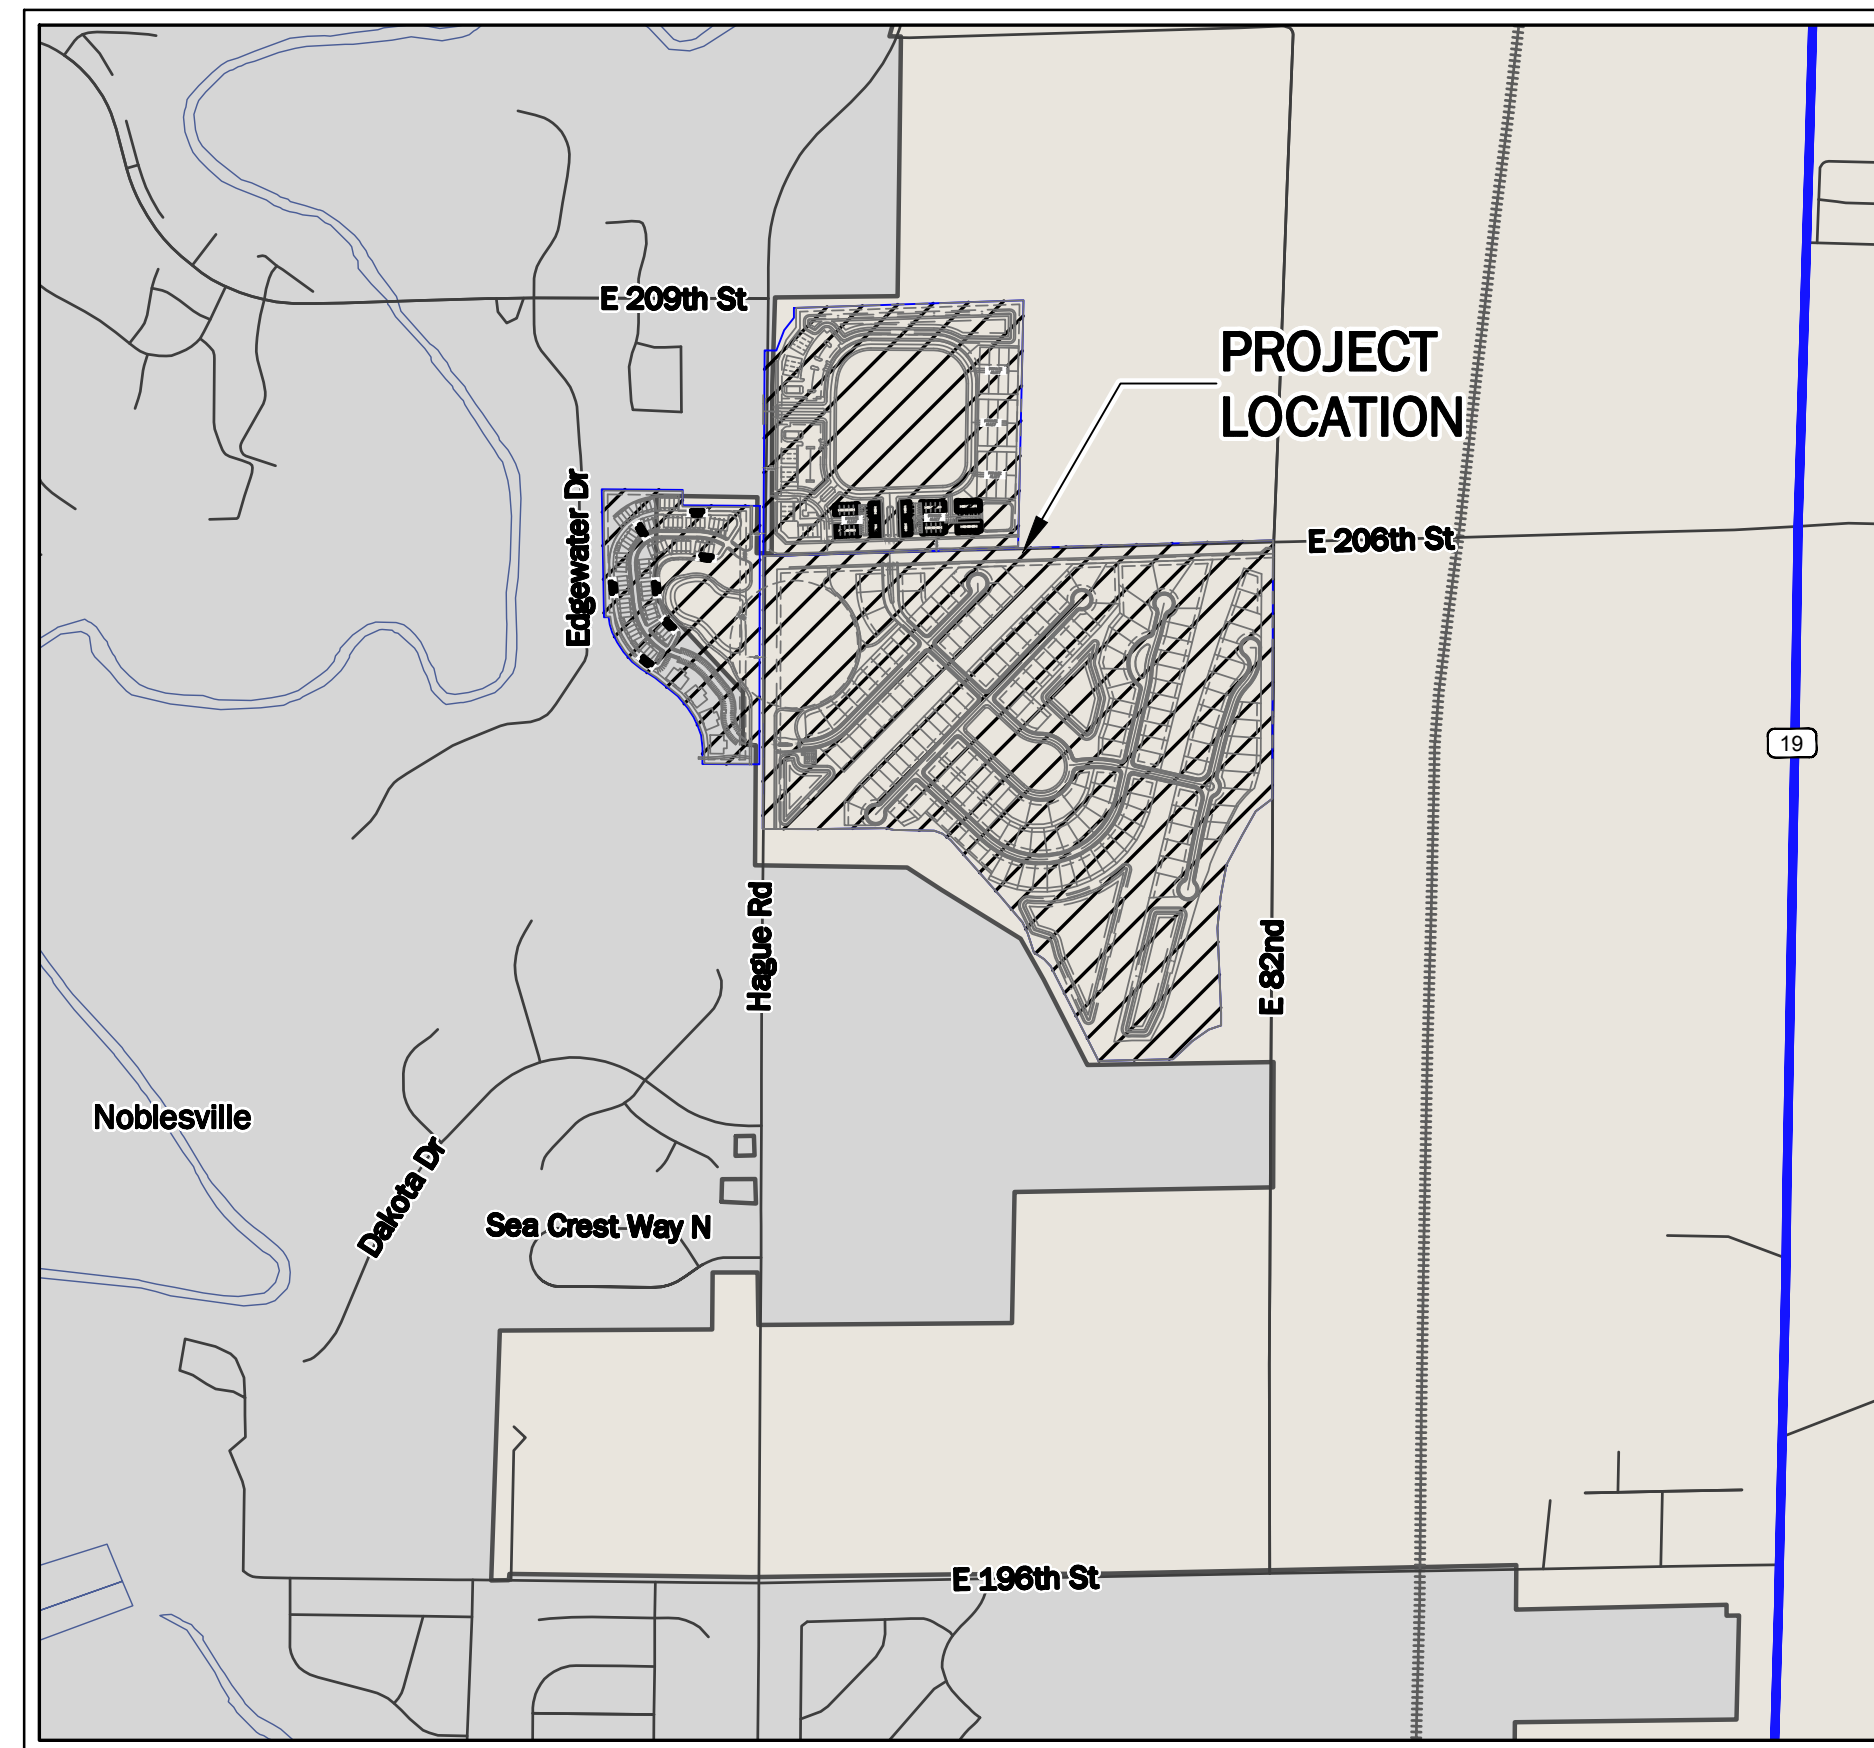 E 209th St
PROJECT
LOCATION
Edgewater Dr
E 206th St
19
Hague Rd
E 82nd
Noblesville
Dakota Dr
Sea Crest Way N
E 196th St